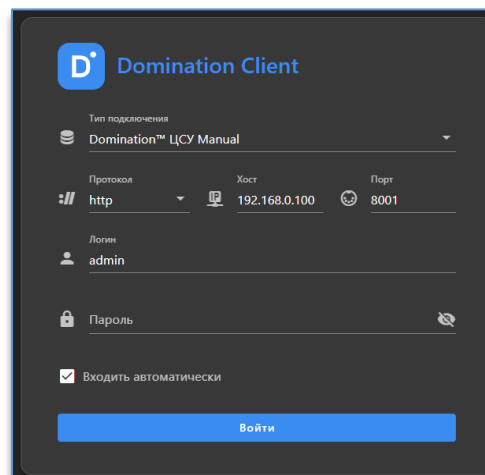 Domination Client
Тип подключения
Domination™ ЦСУ Manual
Протокол Хост Порт
http 192.168.0.100 8001
Логин
admin
Пароль
Входить автоматически
Войти